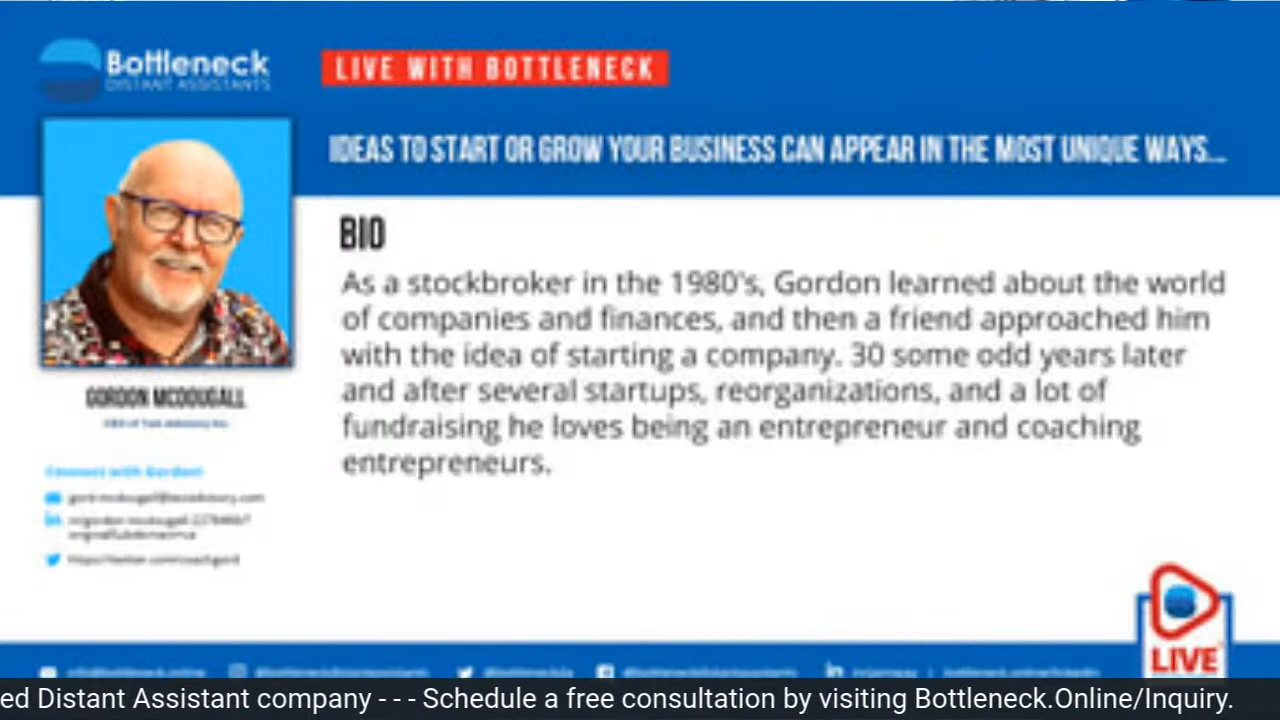 Bottleneck
DISTANT ASSISTANTS
LIVE WITH BOTTLENECK
IDEAS TO START OR GROW YOUR BUSINESS CAN APPEAR IN THE MOST UNIQUE WAYS...
BIO
As a stockbroker in the 1980's, Gordon learned about the world
of companies and finances, and then a friend approached him
with the idea of starting a company. 30 some odd years later
and after several startups, reorganizations, and a lot of
fundraising he loves being an entrepreneur and coaching
entrepreneurs.
GORDON MCDOUGALL
Connect with Gordon!
LIVE
ed Distant Assistant company - - - Schedule a free consultation by visiting Bottleneck.Online/Inquiry.